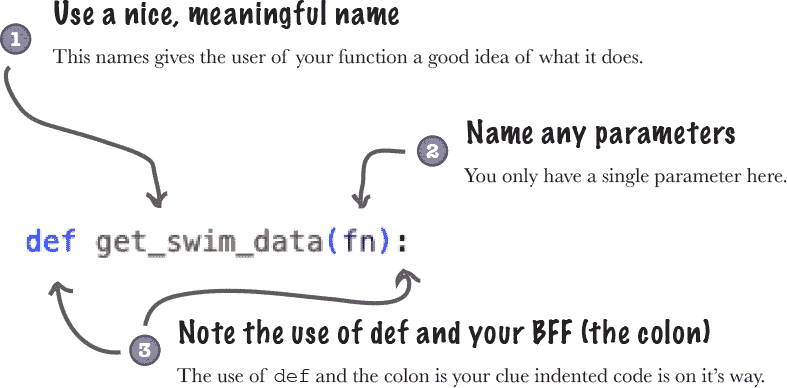 Use a nice, meaningful name
1
This names gives the user of your function a good idea of what it does.
Name any parameters
2
You only have a single parameter here.
def get_swim_data(fn):
Note the use of def and your BFF (the colon)
3
The use of def and the colon is your clue indented code is on it’s way.